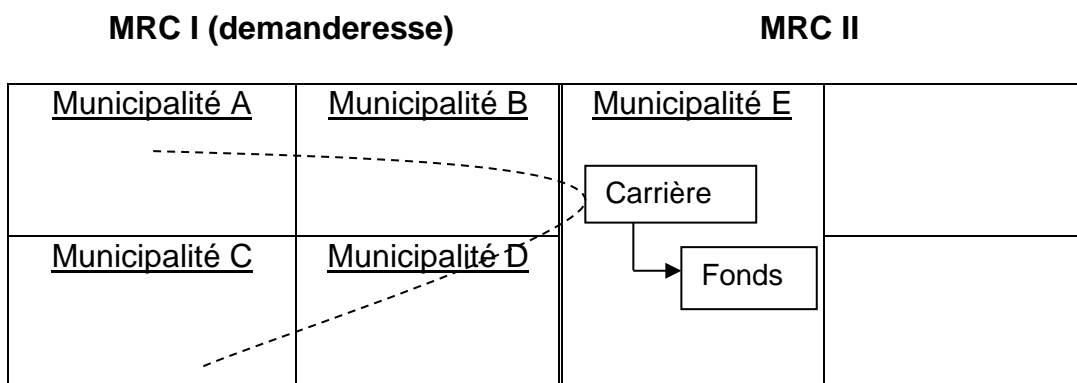 MRC I (demanderesse) MRC II
Municipalité A Municipalité B Municipalité E
Carrière
Municipalité C Municipalité D
Fonds